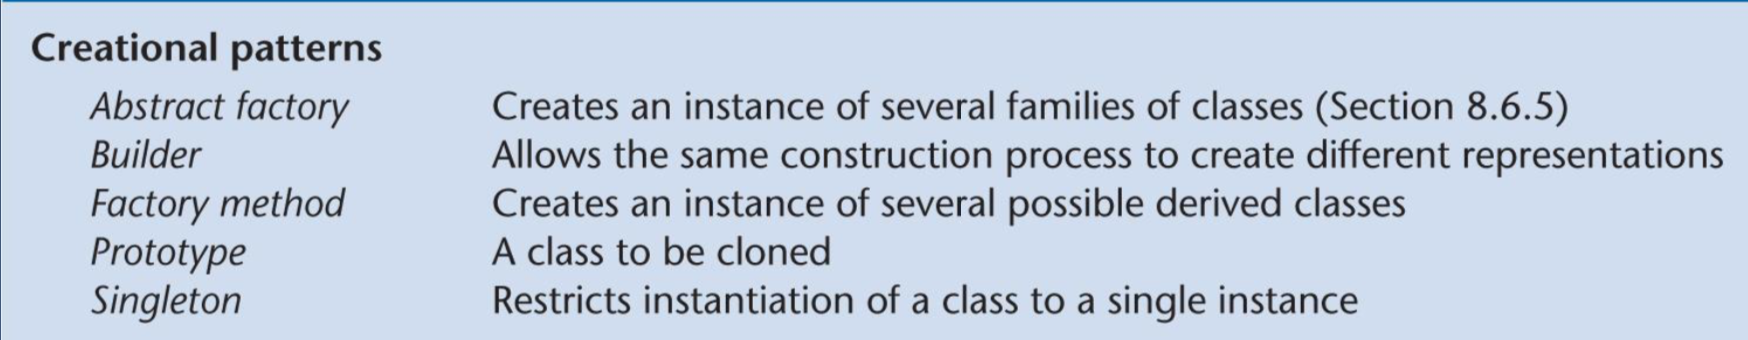 Creational patterns
Abstract factory Creates an instance of several families of classes (Section 8.6.5)
Builder Allows the same construction process to create different representations
Factory method Creates an instance of several possible derived classes
Prototype A class to be cloned
Singleton Restricts instantiation of a class to a single instance